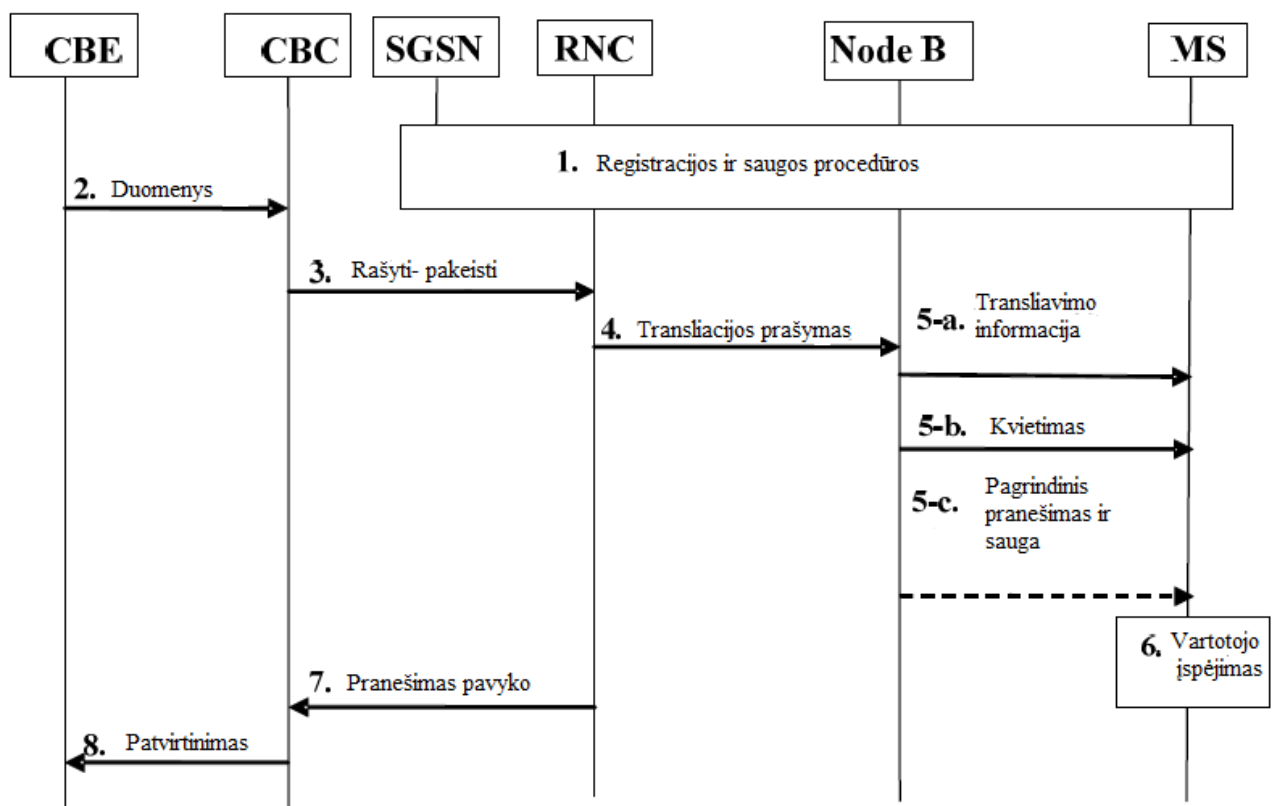 CBE
CBC
SGSN
RNC
Node B
MS
1. Registracijos ir saugos procedūros
2. Duomenys
3. Rašyti- pakeisti
4. Transliacijos prašymas
5-a. Transliavimo
informacija
5-b. Kvietimas
5-c. Pagrindinis
pranešimas ir
sauga
6. Vartotojo
įspėjimas
7. Pranešimas pavyko
8. Patvirtinimas